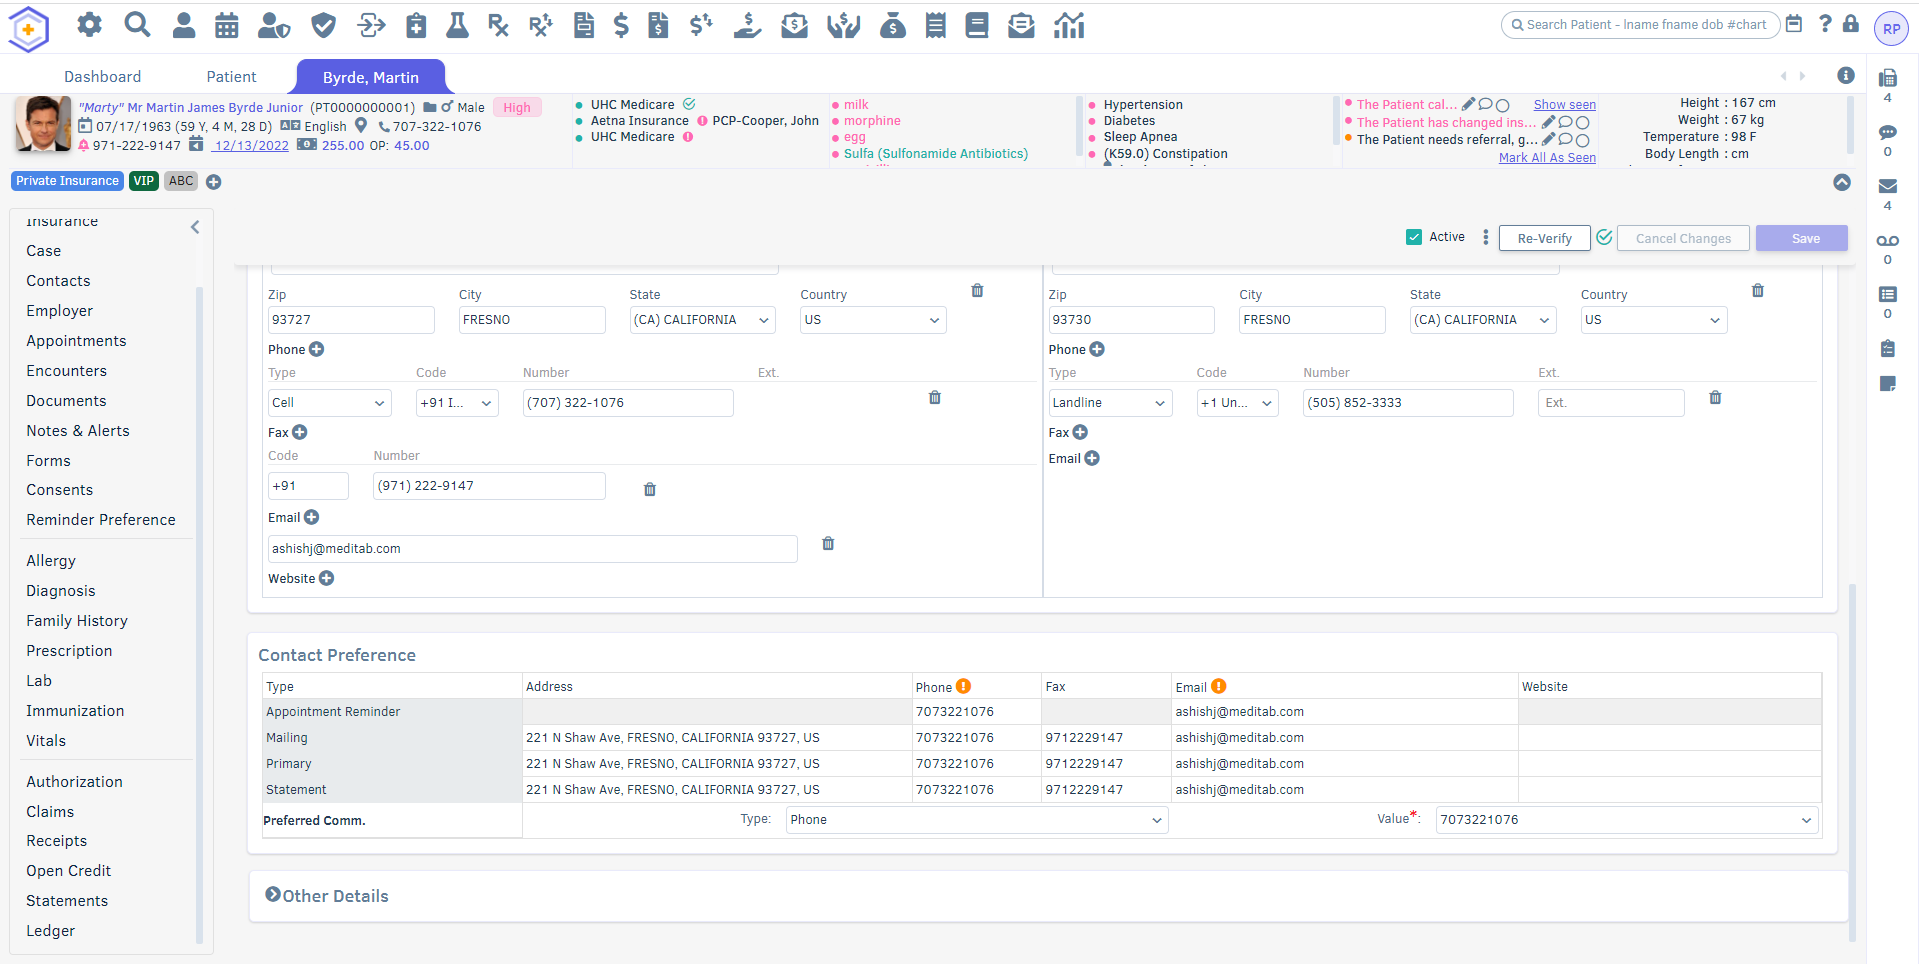 Search Patient - lname fname dob #chart
RP
Dashboard
Patient
Byrde, Martin
"Marty" Mr Martin James Byrde Junior (PT0000000001) Male High
07/17/1963 (59 Y, 4 M, 28 D) English 707-322-1076
971-222-9147 12/13/2022 255.00 OP: 45.00
UHC Medicare
Aetna Insurance PCP-Cooper, John
UHC Medicare
milk
morphine
egg
Sulfa (Sulfonamide Antibiotics)
Hypertension
Diabetes
Sleep Apnea
(K59.0) Constipation
The Patient cal... Show seen
The Patient has changed ins...
The Patient needs referral, g...
Mark All As Seen
Height : 167 cm
Weight : 67 kg
Temperature : 98 F
Body Length : cm
4
0
4
0
0
Private Insurance VIP ABC
Insurance
Case
Contacts
Employer
Appointments
Encounters
Documents
Notes & Alerts
Forms
Consents
Reminder Preference
Allergy
Diagnosis
Family History
Prescription
Lab
Immunization
Vitals
Authorization
Claims
Receipts
Open Credit
Statements
Ledger
Active Re-Verify Cancel Changes Save
Zip City State Country
93727 FRESNO (CA) CALIFORNIA US
Phone
Type Code Number Ext.
Cell +91 I... (707) 322-1076
Fax
Code Number
+91 (971) 222-9147
Email
ashishj@meditab.com
Website
Zip City State Country
93730 FRESNO (CA) CALIFORNIA US
Phone
Type Code Number Ext.
Landline +1 Un... (505) 852-3333 Ext.
Fax
Email
Contact Preference
Type Address Phone Fax Email Website
Appointment Reminder 7073221076 ashishj@meditab.com
Mailing 221 N Shaw Ave, FRESNO, CALIFORNIA 93727, US 7073221076 9712229147 ashishj@meditab.com
Primary 221 N Shaw Ave, FRESNO, CALIFORNIA 93727, US 7073221076 9712229147 ashishj@meditab.com
Statement 221 N Shaw Ave, FRESNO, CALIFORNIA 93727, US 7073221076 9712229147 ashishj@meditab.com
Preferred Comm. Type: Phone Value*: 7073221076
Other Details